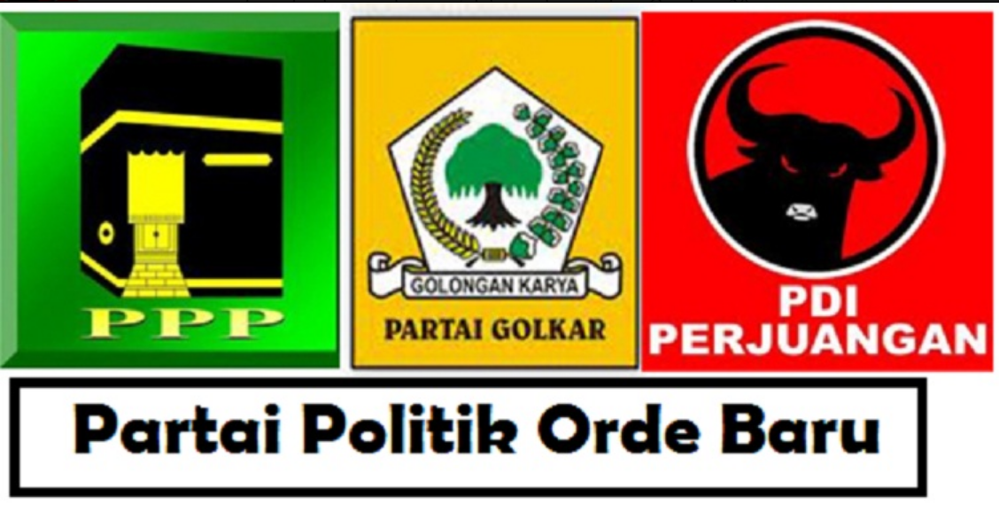 PPP
GOLONGAN KARYA
PARTAI GOLKAR
PDI
PERJUANGAN
Partai Politik Orde Baru